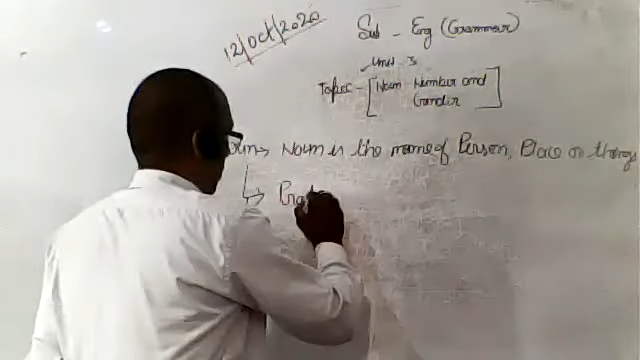 12/Oct/2020
Sub - Eng (Grammar)
Unit 3
Topic - [Noun Number and
Gender]
Noun is the name of Person, Place or things